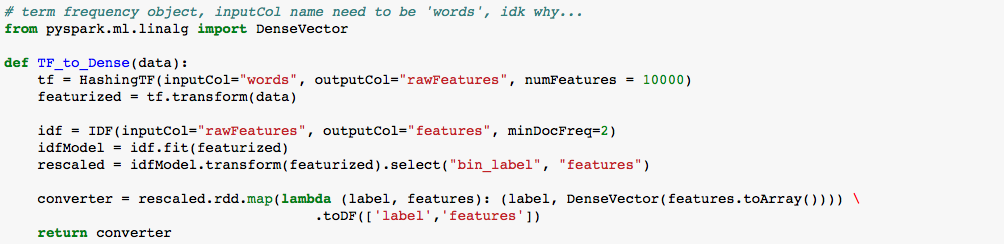 # term frequency object, inputCol name need to be 'words', idk why...
from pyspark.ml.linalg import DenseVector
def TF_to_Dense(data):
    tf = HashingTF(inputCol="words", outputCol="rawFeatures", numFeatures = 10000)
    featurized = tf.transform(data)
    idf = IDF(inputCol="rawFeatures", outputCol="features", minDocFreq=2)
    idfModel = idf.fit(featurized)
    rescaled = idfModel.transform(featurized).select("bin_label", "features")
    converter = rescaled.rdd.map(lambda (label, features): (label, DenseVector(features.toArray()))) \
                                 .toDF(['label','features'])
    return converter